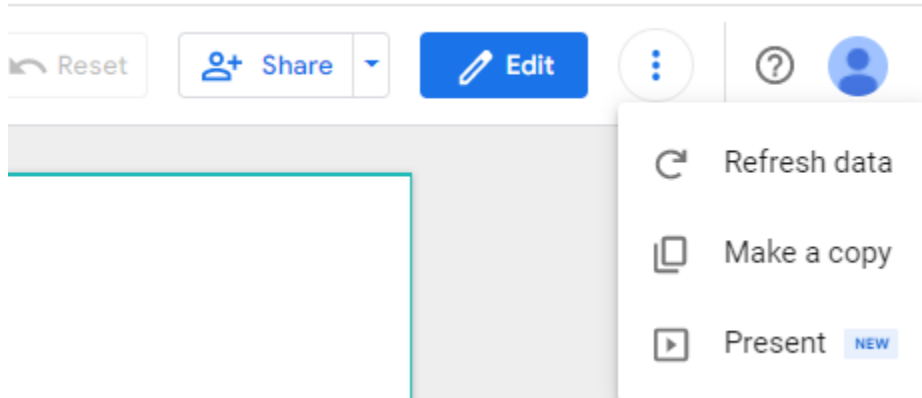 Reset
Share
Edit
Refresh data
Make a copy
Present NEW